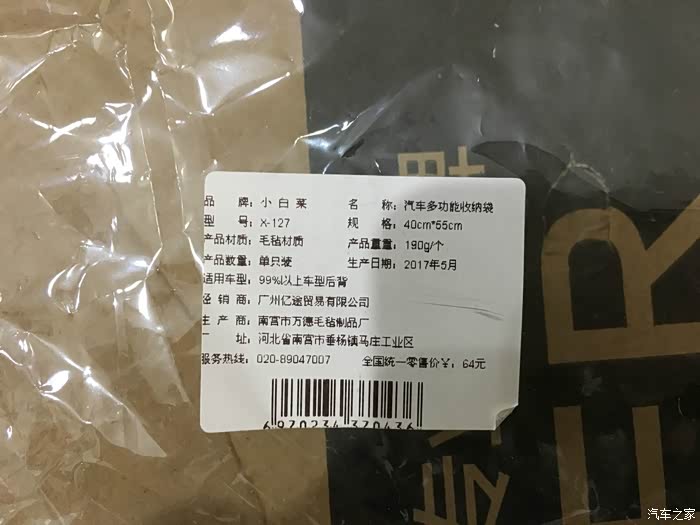 品 牌: 小白菜 名 称: 汽车多功能收纳袋
型 号: X-127 规 格: 40cm*55cm
产品材质: 毛毡材质 产品重量: 190g/个
产品数量: 单只装 生产日期: 2017年5月
适用车型: 99%以上车型后背
经 销 商: 广州亿途贸易有限公司
生 产 商: 南宫市万德毛毡制品厂
址: 河北省南宫市垂杨镇马庄工业区
服务热线: 020-89047007 全国统一零售价¥: 64元
6970234370436
汽车之家